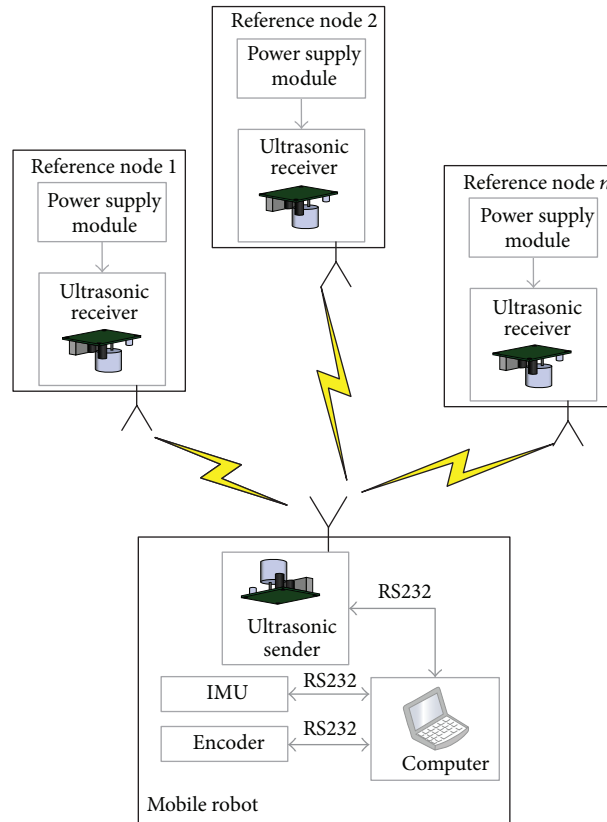 Reference node 2
Power supply
module
Ultrasonic
receiver
Reference node 1
Power supply
module
Ultrasonic
receiver
Reference node n
Power supply
module
Ultrasonic
receiver
Ultrasonic
sender
RS232
IMU
RS232
Encoder
RS232
Computer
Mobile robot